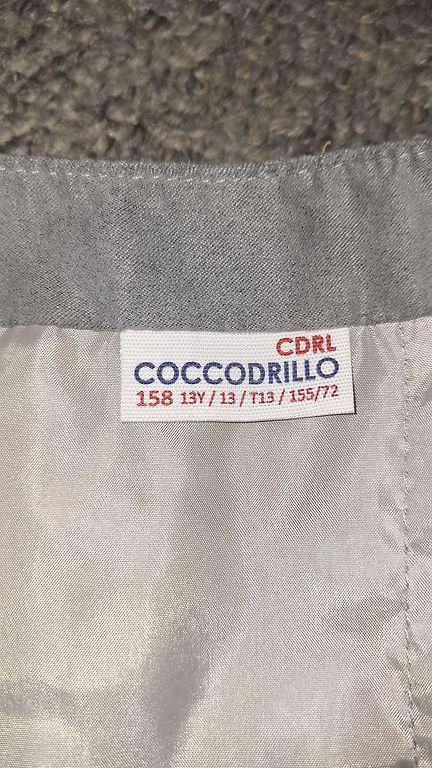 CDRL
COCCODRILLO
158 13Y / 13 / T13 / 155/72